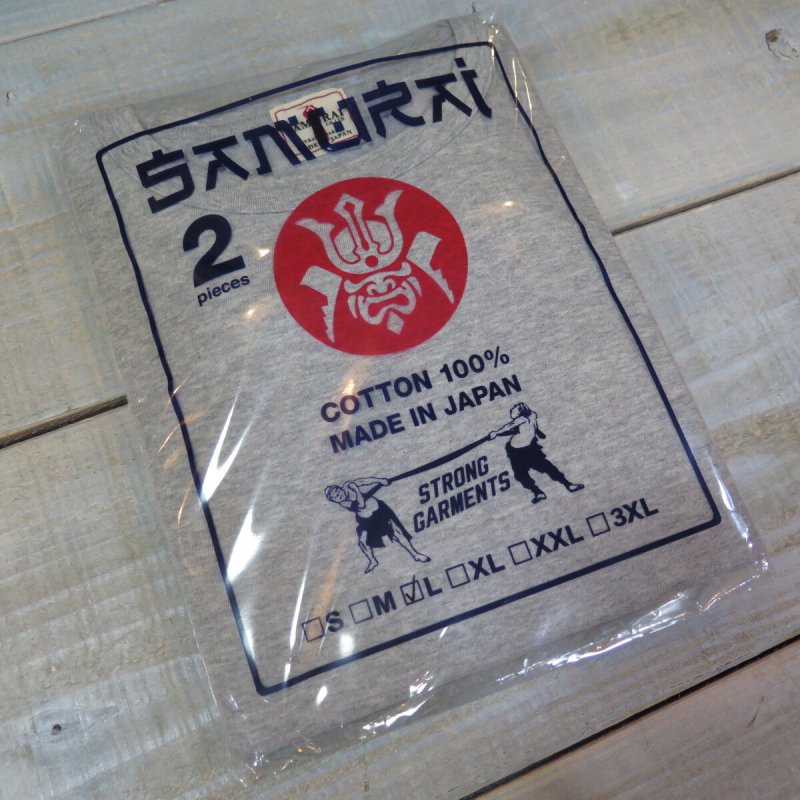 SAMURAI
2
pieces
COTTON 100%
MADE IN JAPAN
STRONG
GARMENTS
S M L XL XXL 3XL